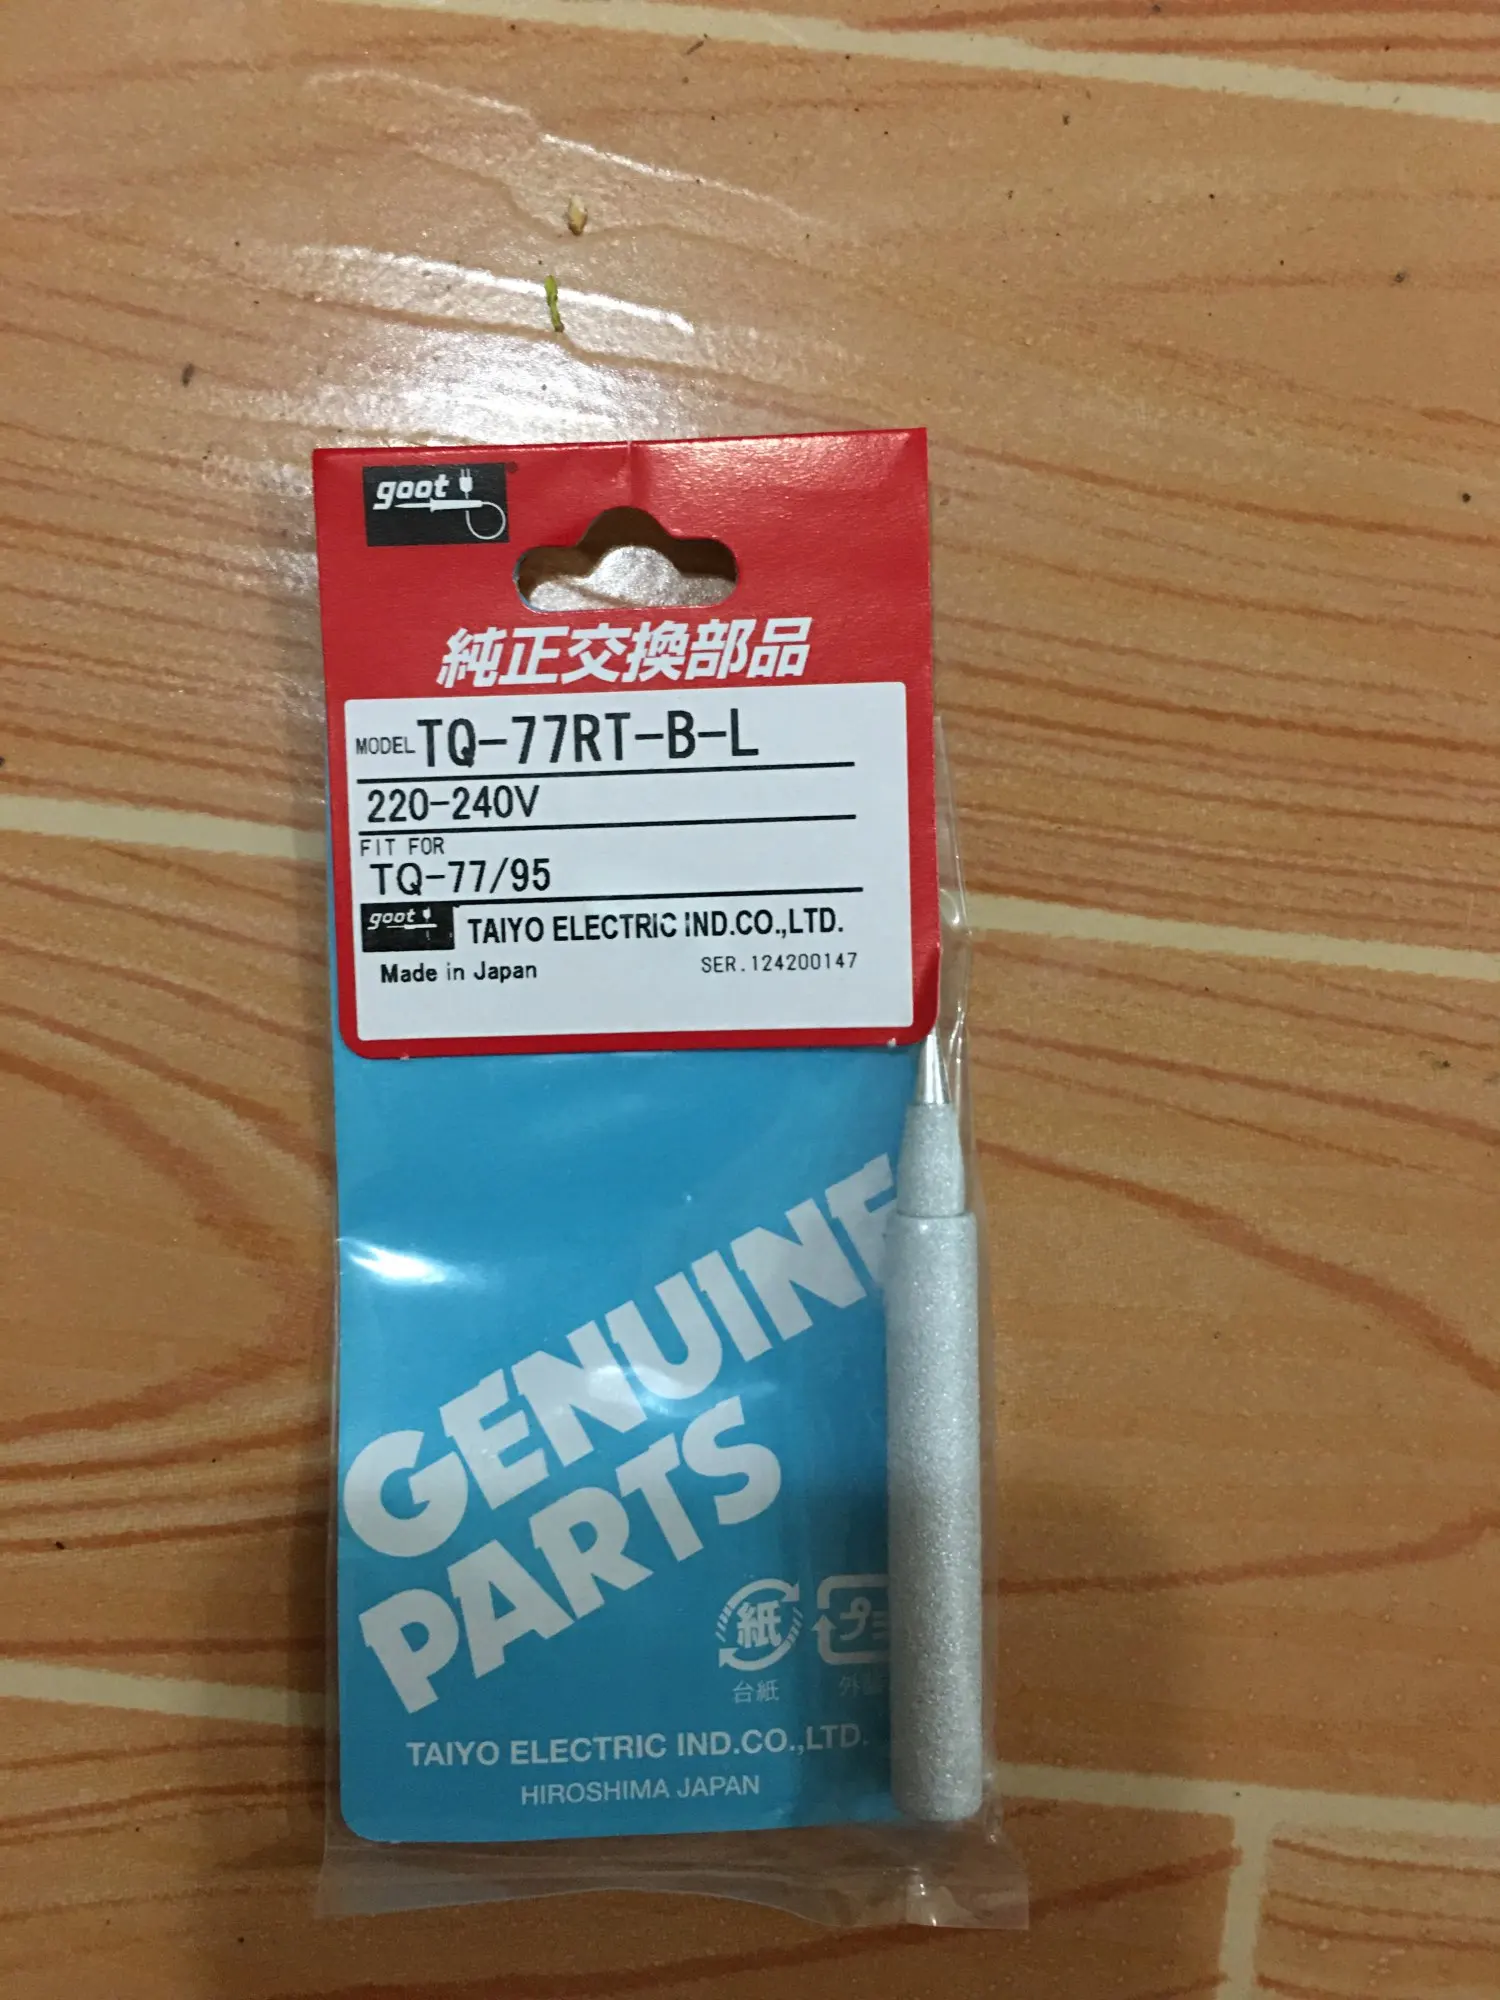 goot
純正交換部品
MODEL TQ-77RT-B-L
220-240V
FIT FOR
TQ-77/95
goot TAIYO ELECTRIC IND.CO.,LTD.
Made in Japan SER.124200147
GENUINE
PARTS
紙 プ
台紙 外
TAIYO ELECTRIC IND.CO.,LTD.
HIROSHIMA JAPAN